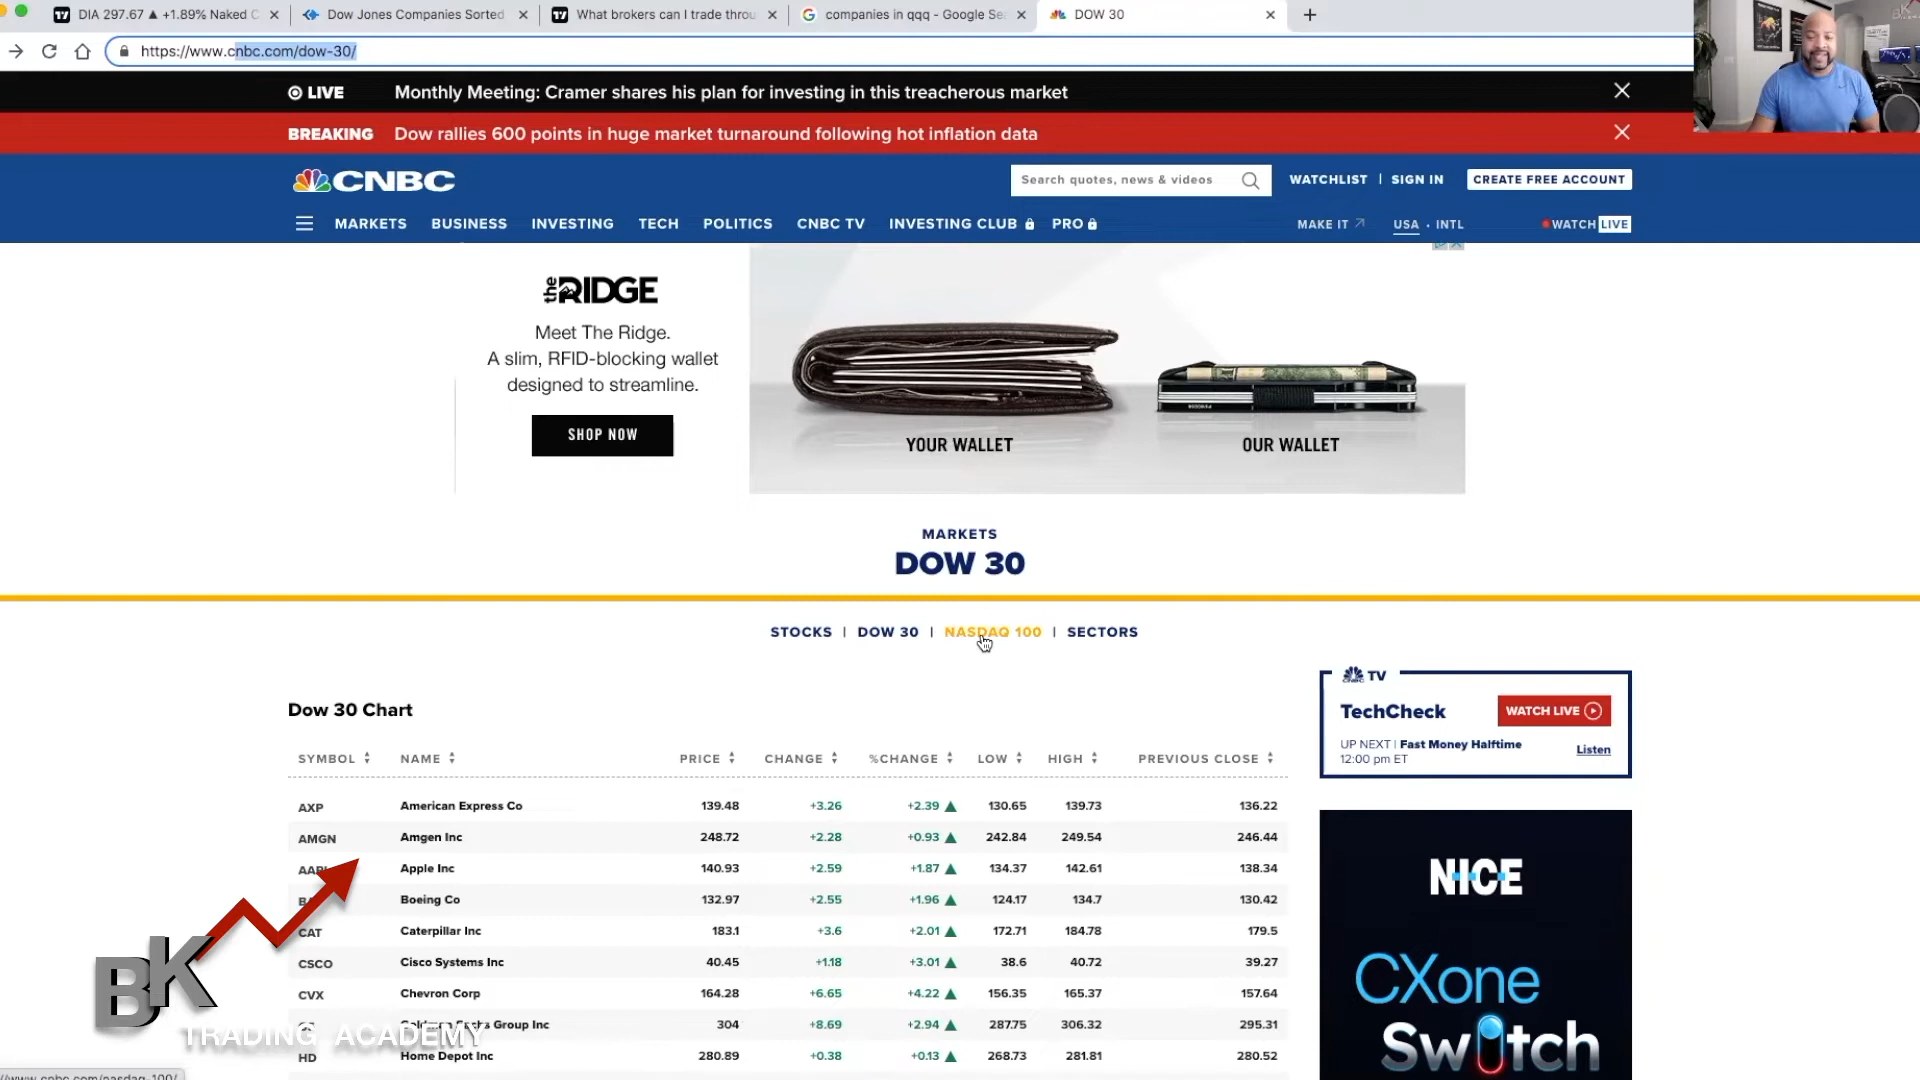 DIA 297.67 ▲ +1.89% Naked C
Dow Jones Companies Sorted
What brokers can I trade throu
companies in qqq - Google Se
DOW 30
https://www.cnbc.com/dow-30/
LIVE Monthly Meeting: Cramer shares his plan for investing in this treacherous market
BREAKING Dow rallies 600 points in huge market turnaround following hot inflation data
CNBC
Search quotes, news & videos
WATCHLIST | SIGN IN
CREATE FREE ACCOUNT
MARKETS BUSINESS INVESTING TECH POLITICS CNBC TV INVESTING CLUB PRO
MAKE IT USA · INTL WATCH LIVE
the RIDGE
Meet The Ridge.
A slim, RFID-blocking wallet
designed to streamline.
SHOP NOW
YOUR WALLET
OUR WALLET
MARKETS
DOW 30
STOCKS | DOW 30 | NASDAQ 100 | SECTORS
Dow 30 Chart
SYMBOL NAME PRICE CHANGE %CHANGE LOW HIGH PREVIOUS CLOSE
AXP American Express Co 139.48 +3.26 +2.39 ▲ 130.65 139.73 136.22
AMGN Amgen Inc 248.72 +2.28 +0.93 ▲ 242.84 249.54 246.44
Apple Inc 140.93 +2.59 +1.87 ▲ 134.37 142.61 138.34
Boeing Co 132.97 +2.55 +1.96 ▲ 124.17 134.7 130.42
CAT Caterpillar Inc 183.1 +3.6 +2.01 ▲ 172.71 184.78 179.5
CSCO Cisco Systems Inc 40.45 +1.18 +3.01 ▲ 38.6 40.72 39.27
CVX Chevron Corp 164.28 +6.65 +4.22 ▲ 156.35 165.37 157.64
Group Inc 304 +8.69 +2.94 ▲ 287.75 306.32 295.31
HD Home Depot Inc 280.89 +0.38 +0.13 ▲ 268.73 281.81 280.52
CNBC TV
TechCheck
WATCH LIVE
UP NEXT | Fast Money Halftime
12:00 pm ET
Listen
NICE
CXone
Switch
BK
TRADING ACADEMY
//www.cnbc.com/nasdaq-100/